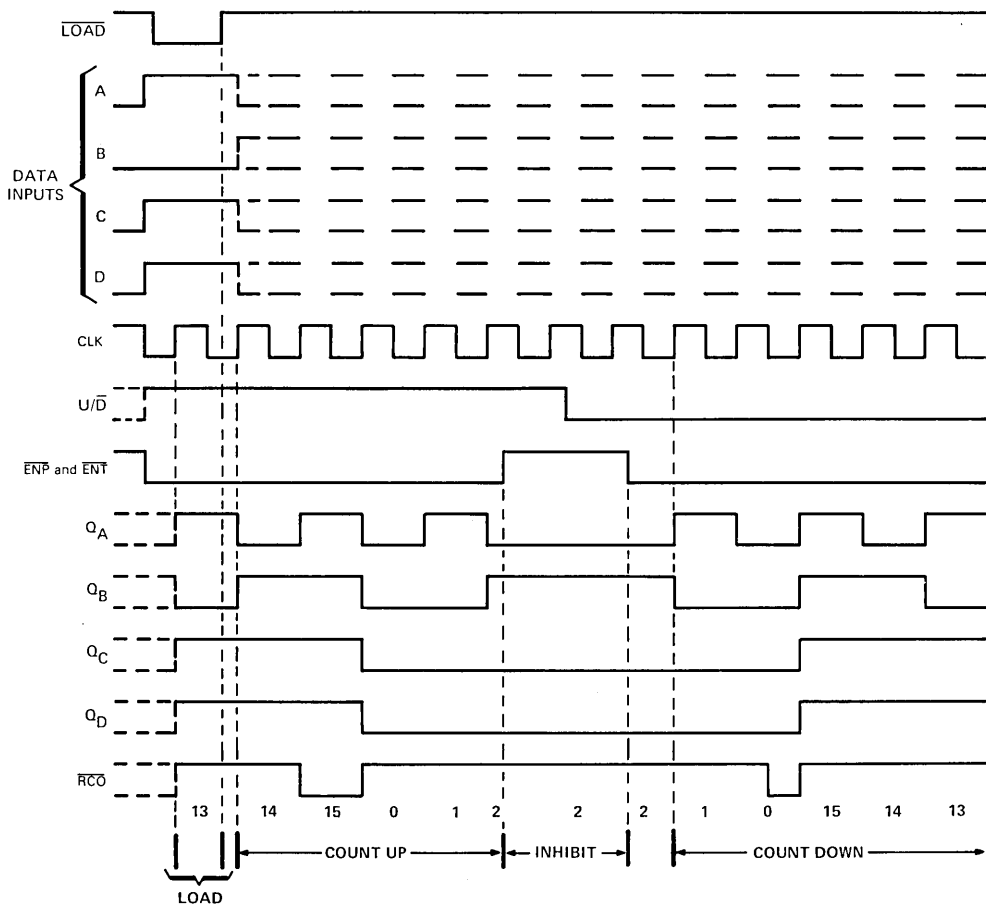 LOAD
A
B
DATA
INPUTS
C
D
CLK
U/D
ENP and ENT
QA
QB
QC
QD
RCO
13 14 15 0 1 2 2 2 1 0 15 14 13
COUNT UP INHIBIT COUNT DOWN
LOAD